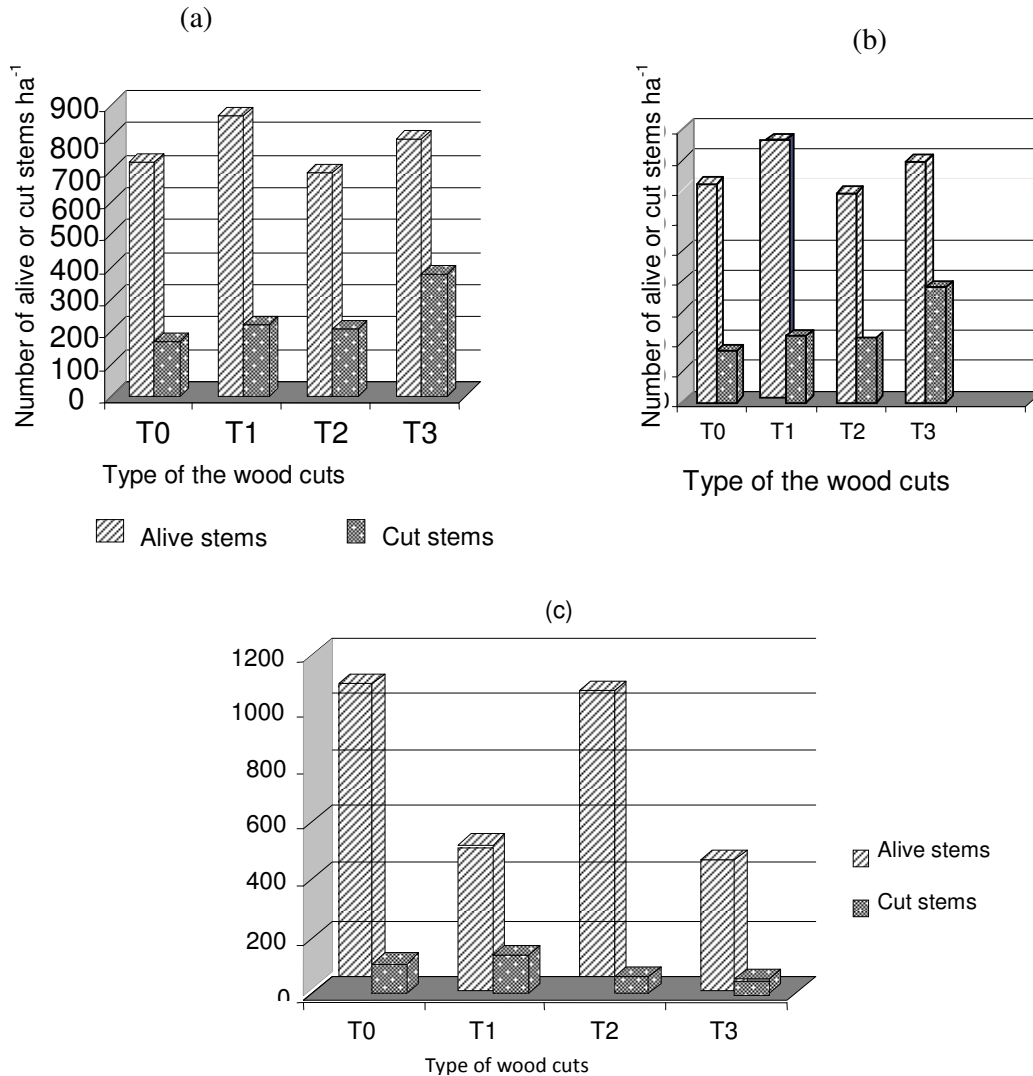 (a)
Number of alive or cut stems ha-1
900
800
700
600
500
400
300
200
100
0
T0 T1 T2 T3
Type of the wood cuts
Alive stems Cut stems
(b)
Number of alive or cut stems ha-1
T0 T1 T2 T3
Type of the wood cuts
(c)
1200
1000
800
600
400
200
0
T0 T1 T2 T3
Type of wood cuts
Alive stems
Cut stems